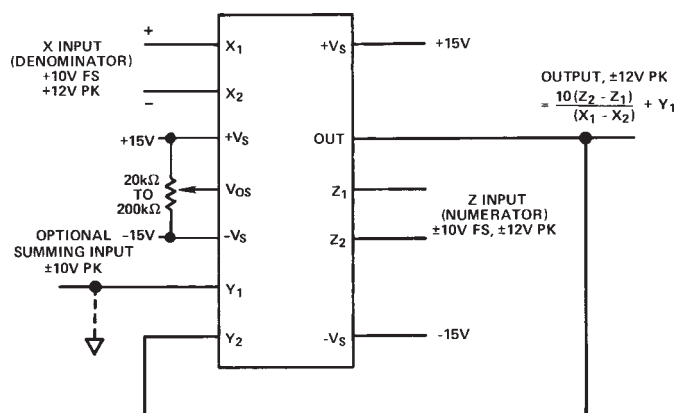 X INPUT
(DENOMINATOR)
+10V FS
+12V PK
+
–
X1
X2
+VS
VOS
-VS
Y1
Y2
+VS
OUT
Z1
Z2
-VS
+15V
20kΩ
TO
200kΩ
-15V
OPTIONAL
SUMMING INPUT
±10V PK
+15V
OUTPUT, ±12V PK
= 10(Z2 - Z1) / (X1 - X2) + Y1
Z INPUT
(NUMERATOR)
±10V FS, ±12V PK
-15V